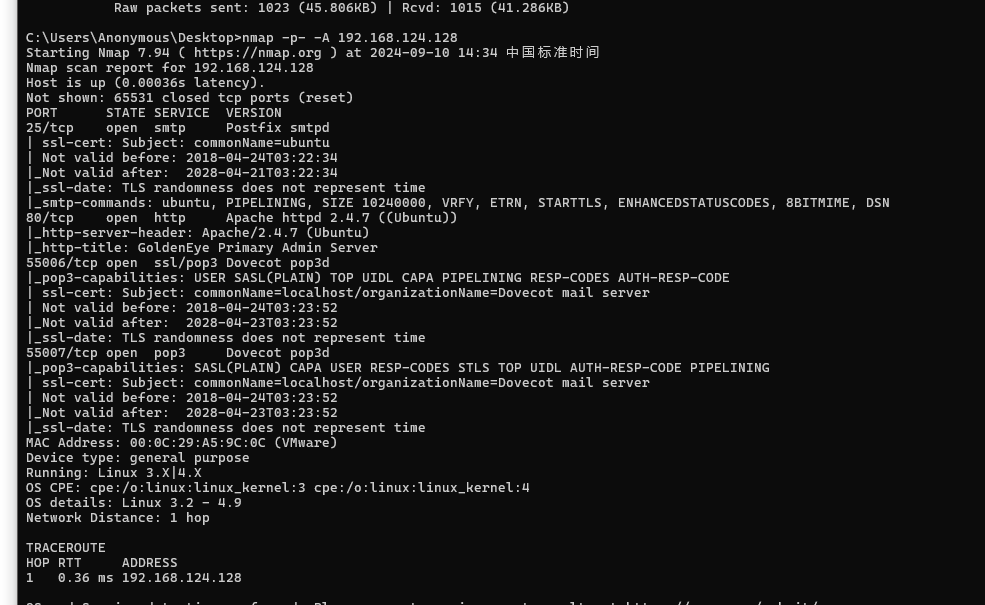 Raw packets sent: 1023 (45.806KB) | Rcvd: 1015 (41.286KB)
C:\Users\Anonymous\Desktop>nmap -p- -A 192.168.124.128
Starting Nmap 7.94 ( https://nmap.org ) at 2024-09-10 14:34 中国标准时间
Nmap scan report for 192.168.124.128
Host is up (0.00036s latency).
Not shown: 65531 closed tcp ports (reset)
PORT      STATE SERVICE  VERSION
25/tcp    open  smtp     Postfix smtpd
| ssl-cert: Subject: commonName=ubuntu
| Not valid before: 2018-04-24T03:22:34
|_Not valid after:  2028-04-21T03:22:34
|_ssl-date: TLS randomness does not represent time
|_smtp-commands: ubuntu, PIPELINING, SIZE 10240000, VRFY, ETRN, STARTTLS, ENHANCEDSTATUSCODES, 8BITMIME, DSN
80/tcp    open  http     Apache httpd 2.4.7 ((Ubuntu))
|_http-server-header: Apache/2.4.7 (Ubuntu)
|_http-title: GoldenEye Primary Admin Server
55006/tcp open  ssl/pop3 Dovecot pop3d
|_pop3-capabilities: USER SASL(PLAIN) TOP UIDL CAPA PIPELINING RESP-CODES AUTH-RESP-CODE
| ssl-cert: Subject: commonName=localhost/organizationName=Dovecot mail server
| Not valid before: 2018-04-24T03:23:52
|_Not valid after:  2028-04-23T03:23:52
|_ssl-date: TLS randomness does not represent time
55007/tcp open  pop3     Dovecot pop3d
|_pop3-capabilities: SASL(PLAIN) CAPA USER RESP-CODES STLS TOP UIDL AUTH-RESP-CODE PIPELINING
| ssl-cert: Subject: commonName=localhost/organizationName=Dovecot mail server
| Not valid before: 2018-04-24T03:23:52
|_Not valid after:  2028-04-23T03:23:52
|_ssl-date: TLS randomness does not represent time
MAC Address: 00:0C:29:A5:9C:0C (VMware)
Device type: general purpose
Running: Linux 3.X|4.X
OS CPE: cpe:/o:linux:linux_kernel:3 cpe:/o:linux:linux_kernel:4
OS details: Linux 3.2 - 4.9
Network Distance: 1 hop
TRACEROUTE
HOP RTT     ADDRESS
1   0.36 ms 192.168.124.128